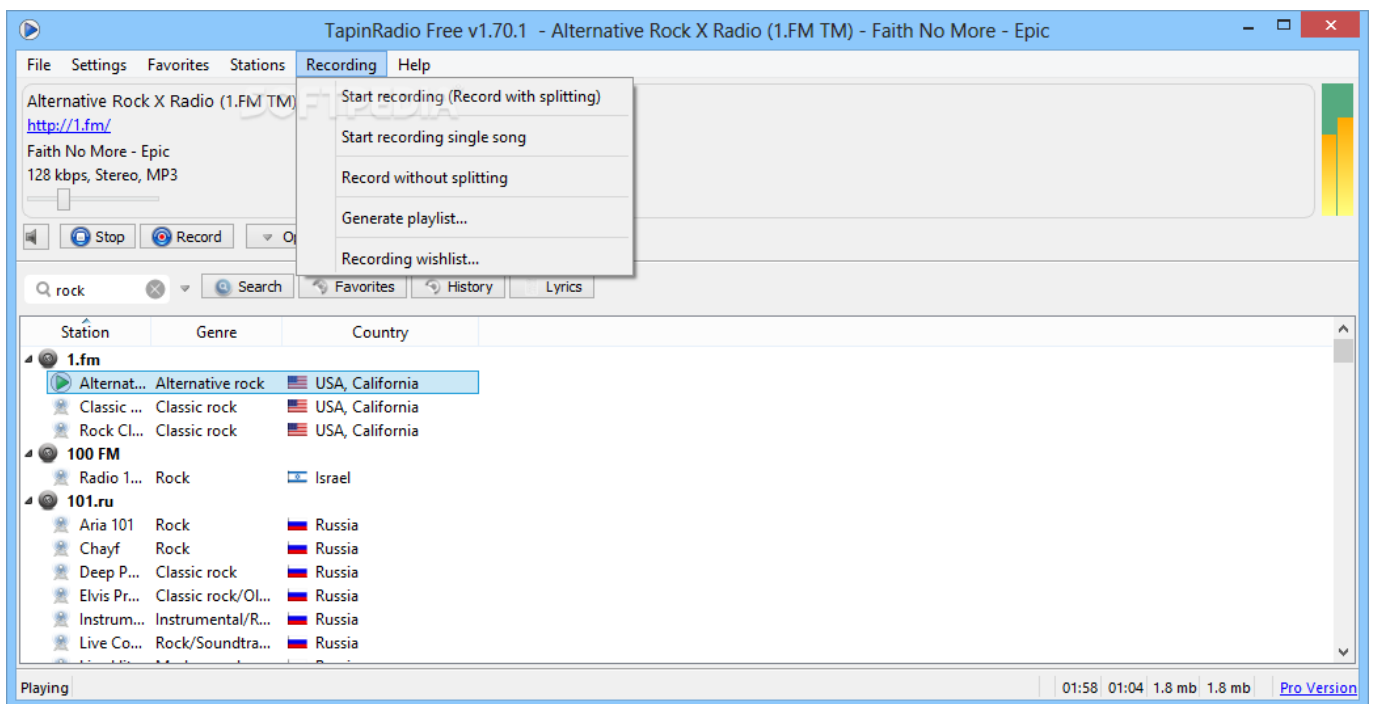 TapinRadio Free v1.70.1 - Alternative Rock X Radio (1.FM TM) - Faith No More - Epic
File Settings Favorites Stations Recording Help
Alternative Rock X Radio (1.FM TM)
http://1.fm/
Faith No More - Epic
128 kbps, Stereo, MP3
SOFTPEDIA
Start recording (Record with splitting)
Start recording single song
Record without splitting
Generate playlist...
Recording wishlist...
Stop Record
rock Search Favorites History Lyrics
Station Genre Country
1.fm
Alternat... Alternative rock USA, California
Classic ... Classic rock USA, California
Rock Cl... Classic rock USA, California
100 FM
Radio 1... Rock Israel
101.ru
Aria 101 Rock Russia
Chayf Rock Russia
Deep P... Classic rock Russia
Elvis Pr... Classic rock/Ol... Russia
Instrum... Instrumental/R... Russia
Live Co... Rock/Soundtra... Russia
Playing 01:58 01:04 1.8 mb 1.8 mb Pro Version